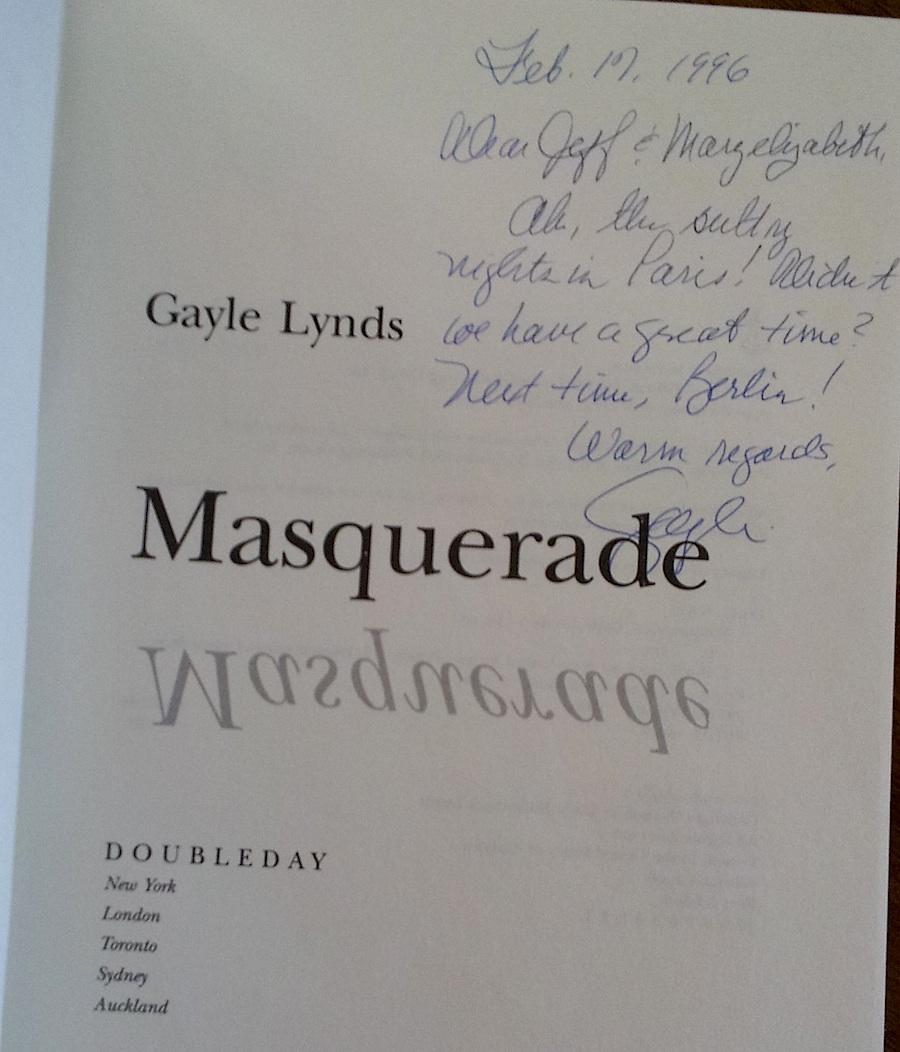 Feb. 17, 1996
Dear Jeff & Maryelizabeth,
Ah, the sultry
nights in Paris! Didn't
we have a great time?
Next time, Berlin!
Warm regards,
Gayle
Gayle Lynds
Masquerade
Masquerade
DOUBLEDAY
New York
London
Toronto
Sydney
Auckland